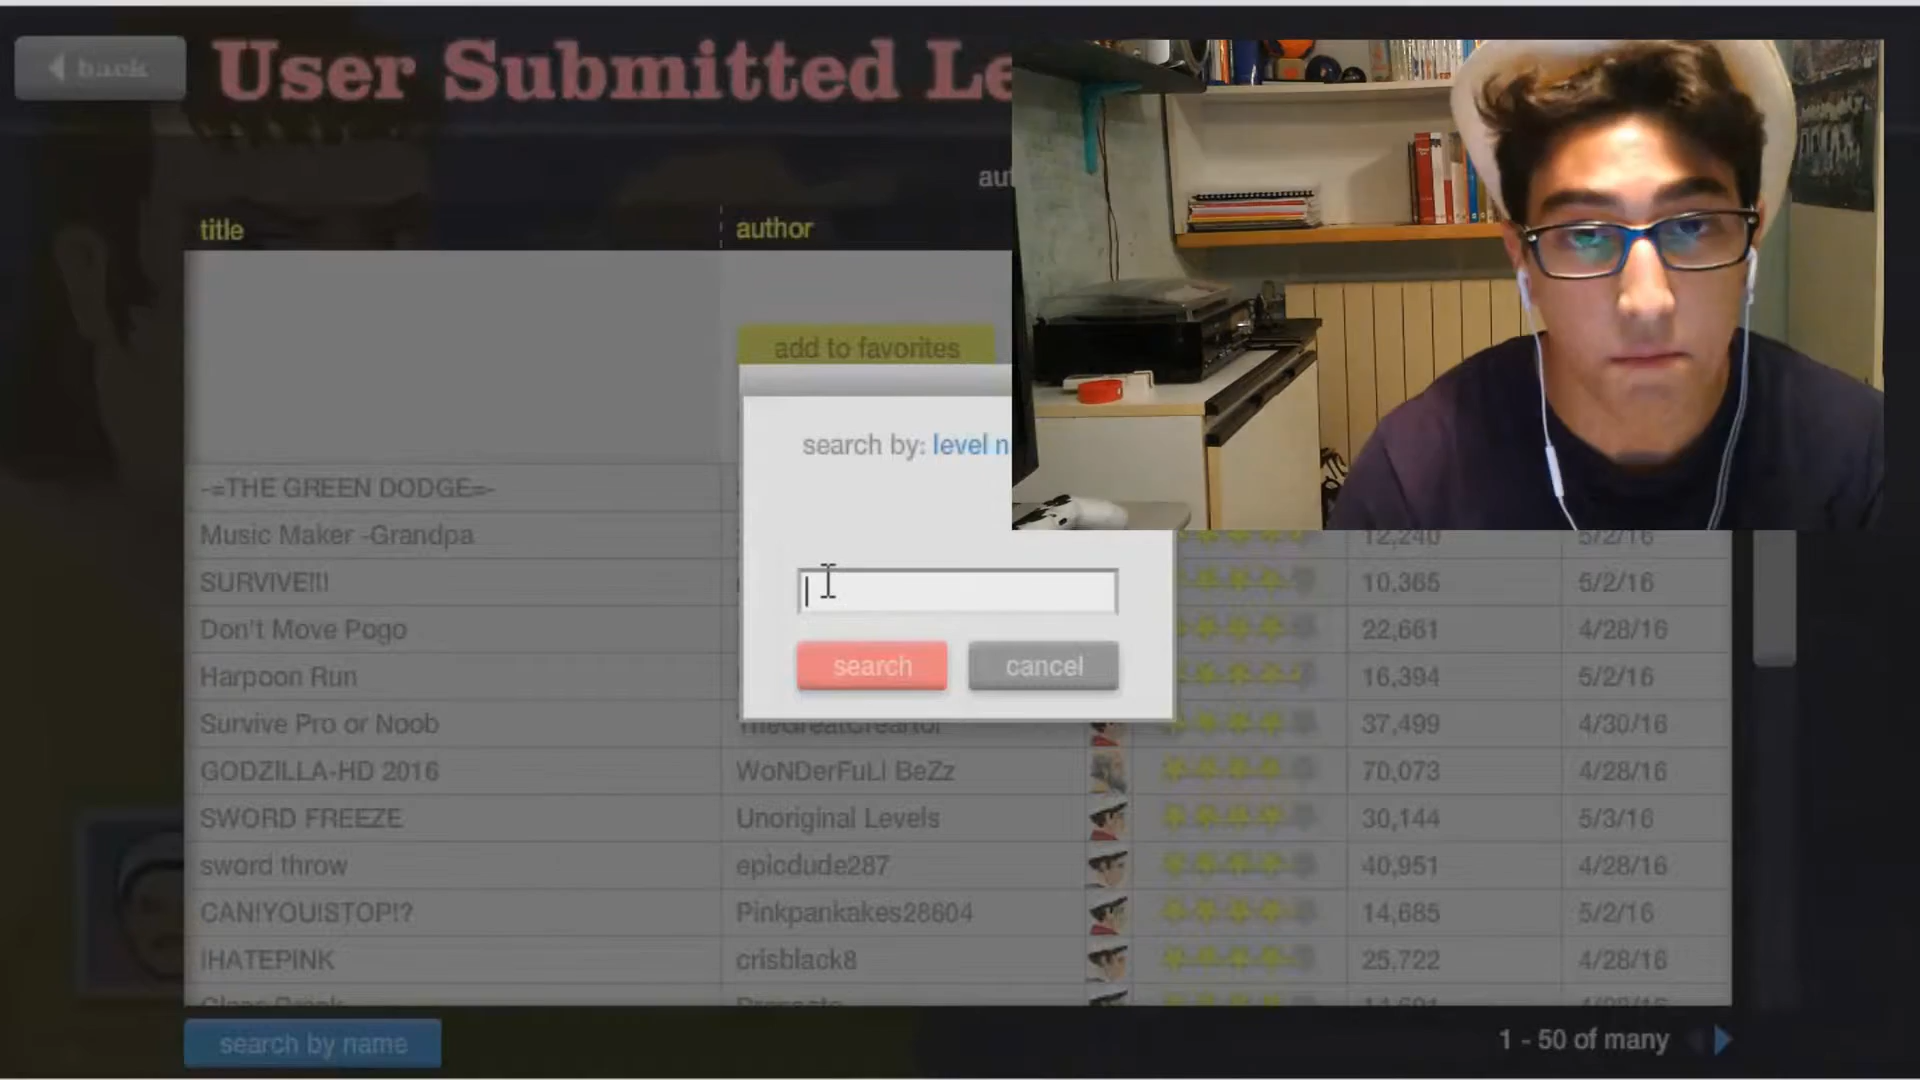 back
User Submitted Le
au
title author
add to favorites
search by: level n
-=THE GREEN DODGE=-
Music Maker -Grandpa 12,240 5/2/16
SURVIVE!!! 10,365 5/2/16
Don't Move Pogo 22,661 4/28/16
search cancel
Harpoon Run 16,394 5/2/16
Survive Pro or Noob 37,499 4/30/16
GODZILLA-HD 2016 WoNDerFuLl BeZz 70,073 4/28/16
SWORD FREEZE Unoriginal Levels 30,144 5/3/16
sword throw epicdude287 40,951 4/28/16
CAN!YOU!STOP!? Pinkpankakes28604 14,685 5/2/16
IHATEPINK crisblack8 25,722 4/28/16
search by name 1 - 50 of many